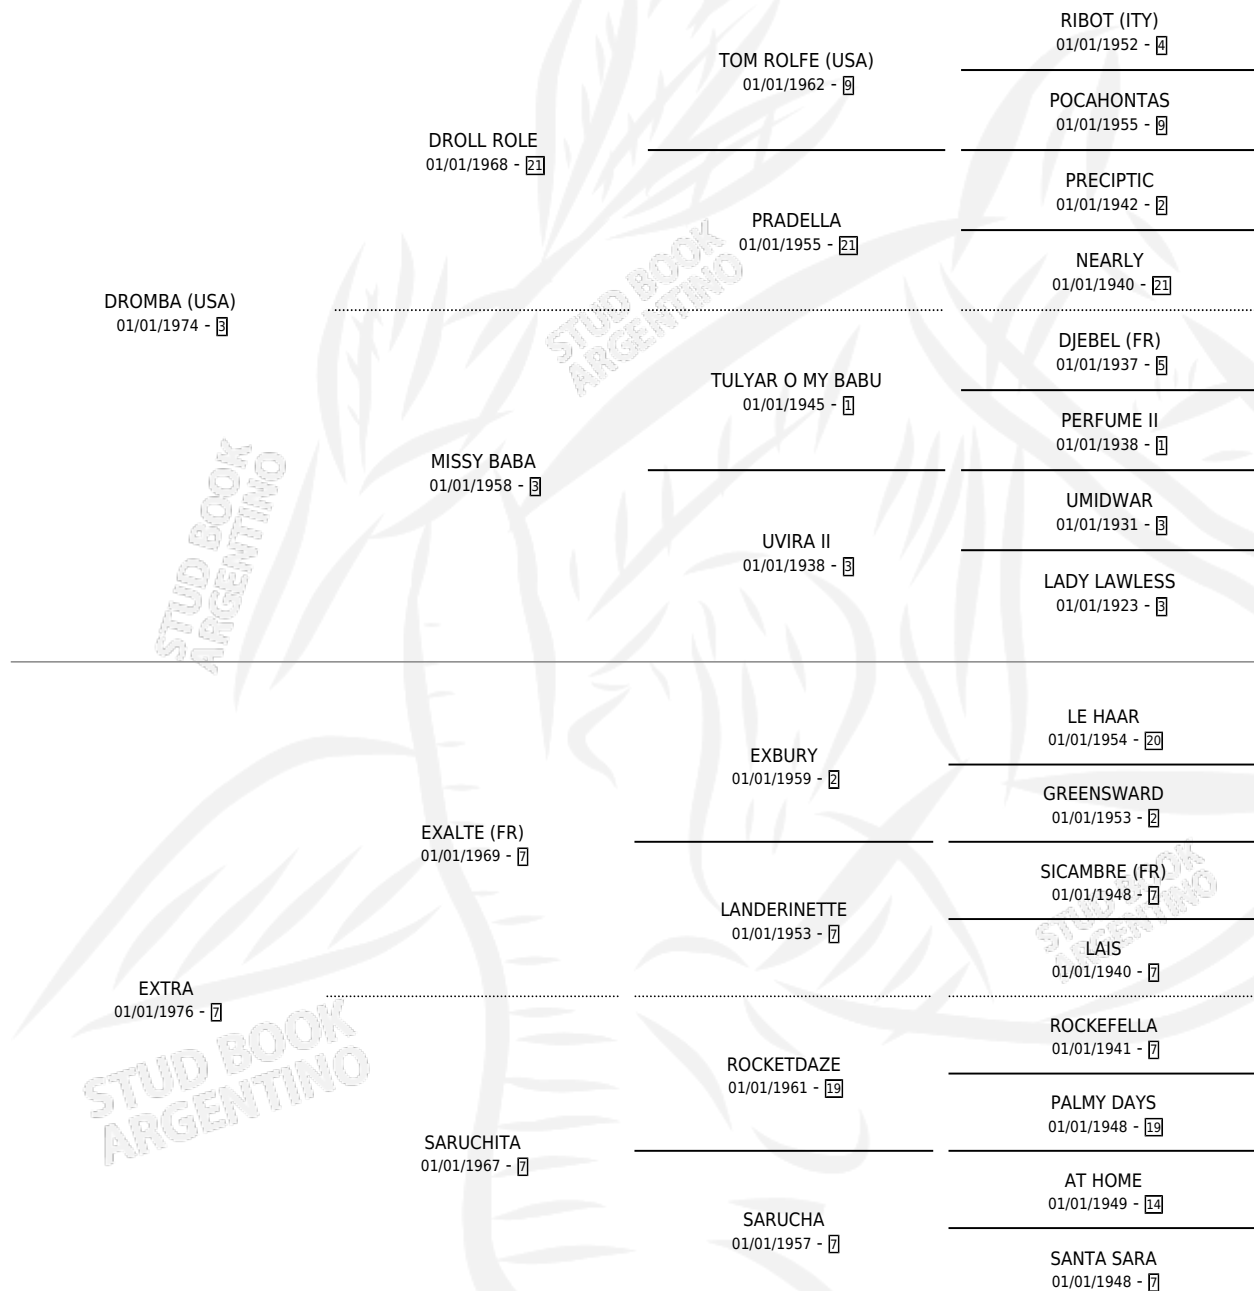 RIBOT (ITY)
01/01/1952 - 4
TOM ROLFE (USA)
01/01/1962 - 9
POCAHONTAS
01/01/1955 - 9
DROLL ROLE
01/01/1968 - 21
PRECIPTIC
01/01/1942 - 2
PRADELLA
01/01/1955 - 21
NEARLY
01/01/1940 - 21
DROMBA (USA)
01/01/1974 - 3
DJEBEL (FR)
01/01/1937 - 5
TULYAR O MY BABU
01/01/1945 - 1
PERFUME II
01/01/1938 - 1
MISSY BABA
01/01/1958 - 3
UMIDWAR
01/01/1931 - 3
UVIRA II
01/01/1938 - 3
LADY LAWLESS
01/01/1923 - 3
LE HAAR
01/01/1954 - 20
EXBURY
01/01/1959 - 2
GREENSWARD
01/01/1953 - 2
EXALTE (FR)
01/01/1969 - 7
SICAMBRE (FR)
01/01/1948 - 7
LANDERINETTE
01/01/1953 - 7
LAIS
01/01/1940 - 7
EXTRA
01/01/1976 - 7
ROCKEFELLA
01/01/1941 - 7
ROCKETDAZE
01/01/1961 - 19
PALMY DAYS
01/01/1948 - 19
SARUCHITA
01/01/1967 - 7
AT HOME
01/01/1949 - 14
SARUCHA
01/01/1957 - 7
SANTA SARA
01/01/1948 - 7
STUD BOOK
ARGENTINO
STUD BOOK
ARGENTINO
STUD BOOK
ARGENTINO
STUD BOOK
ARGENTINO